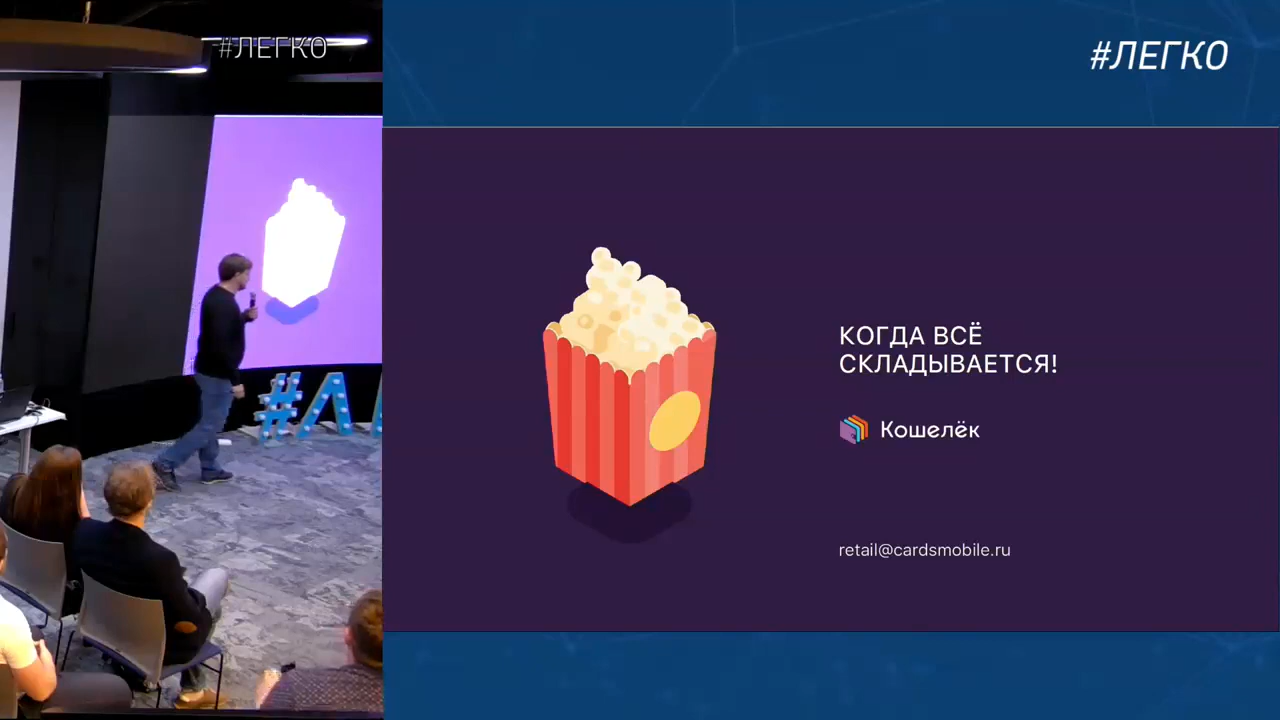 #ЛЕГКО
#ЛЕГКО
КОГДА ВСЁ
СКЛАДЫВАЕТСЯ!
Кошелёк
retail@cardsmobile.ru
#Л